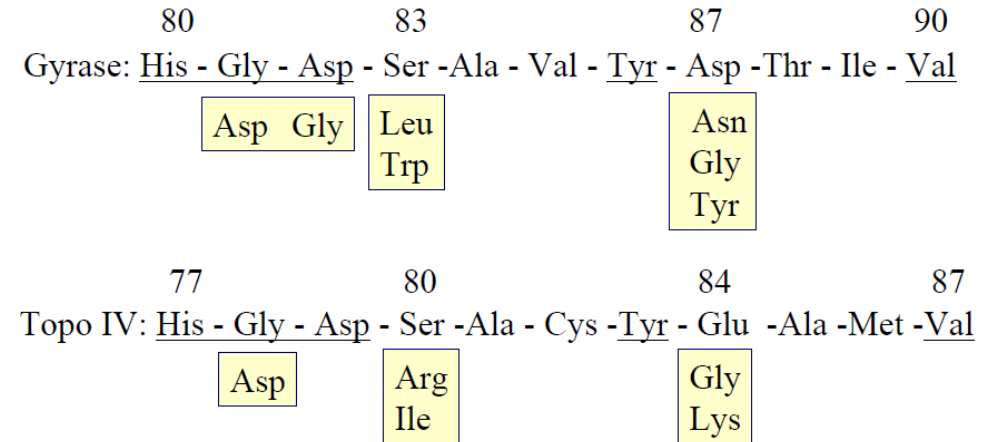 80 83 87 90
Gyrase: His - Gly - Asp - Ser -Ala - Val - Tyr - Asp -Thr - Ile - Val
Asp Gly Leu Asn
Trp Gly
Tyr
77 80 84 87
Topo IV: His - Gly - Asp - Ser -Ala - Cys -Tyr - Glu -Ala -Met -Val
Asp Arg Gly
Ile Lys